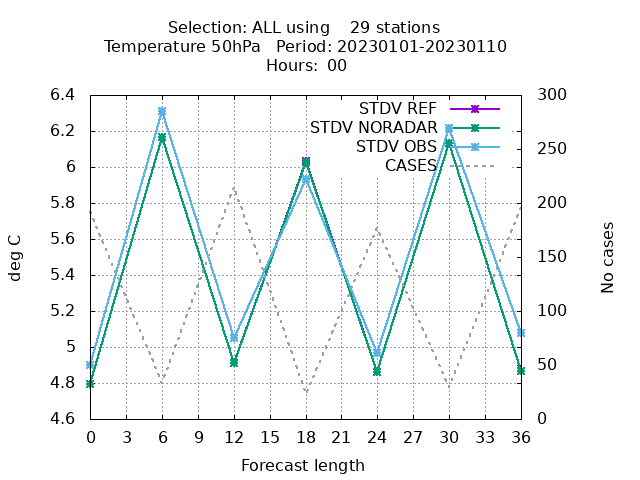 Selection: ALL using    29 stations
Temperature 50hPa   Period: 20230101-20230110
Hours: 00
STDV REF
STDV NORADAR
STDV OBS
CASES
6.4
6.2
6
5.8
5.6
5.4
5.2
5
4.8
4.6
deg C
300
250
200
150
100
50
0
No cases
0 3 6 9 12 15 18 21 24 27 30 33 36
Forecast length